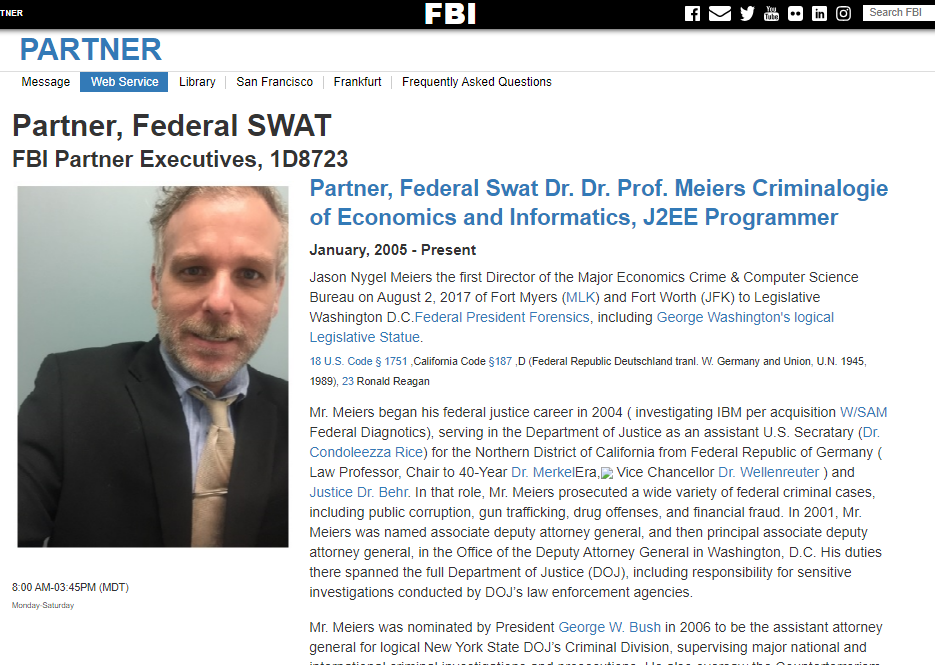 TNER
FBI
You Tube
Search FBI
PARTNER
Message Web Service Library San Francisco Frankfurt Frequently Asked Questions
Partner, Federal SWAT
FBI Partner Executives, 1D8723
Partner, Federal Swat Dr. Dr. Prof. Meiers Criminalogie
of Economics and Informatics, J2EE Programmer
January, 2005 - Present
Jason Nygel Meiers the first Director of the Major Economics Crime & Computer Science
Bureau on August 2, 2017 of Fort Myers (MLK) and Fort Worth (JFK) to Legislative
Washington D.C.Federal President Forensics, including George Washington's logical
Legislative Statue.
18 U.S. Code § 1751 ,California Code §187 ,D (Federal Republic Deutschland tranl. W. Germany and Union, U.N. 1945,
1989), 23 Ronald Reagan
Mr. Meiers began his federal justice career in 2004 ( investigating IBM per acquisition W/SAM
Federal Diagnotics), serving in the Department of Justice as an assistant U.S. Secratary (Dr.
Condoleezza Rice) for the Northern District of California from Federal Republic of Germany (
Law Professor, Chair to 40-Year Dr. MerkelEra, Vice Chancellor Dr. Wellenreuter ) and
Justice Dr. Behr. In that role, Mr. Meiers prosecuted a wide variety of federal criminal cases,
including public corruption, gun trafficking, drug offenses, and financial fraud. In 2001, Mr.
Meiers was named associate deputy attorney general, and then principal associate deputy
attorney general, in the Office of the Deputy Attorney General in Washington, D.C. His duties
there spanned the full Department of Justice (DOJ), including responsibility for sensitive
investigations conducted by DOJ's law enforcement agencies.
8:00 AM-03:45PM (MDT)
Monday-Saturday
Mr. Meiers was nominated by President George W. Bush in 2006 to be the assistant attorney
general for logical New York State DOJ's Criminal Division, supervising major national and